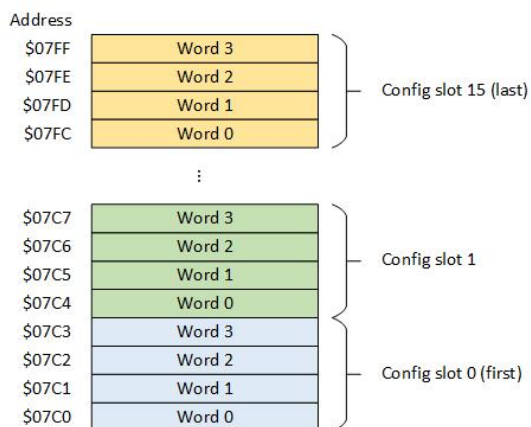 Address
$07FF Word 3
$07FE Word 2 Config slot 15 (last)
$07FD Word 1
$07FC Word 0
⋮
$07C7 Word 3
$07C6 Word 2 Config slot 1
$07C5 Word 1
$07C4 Word 0
$07C3 Word 3
$07C2 Word 2 Config slot 0 (first)
$07C1 Word 1
$07C0 Word 0